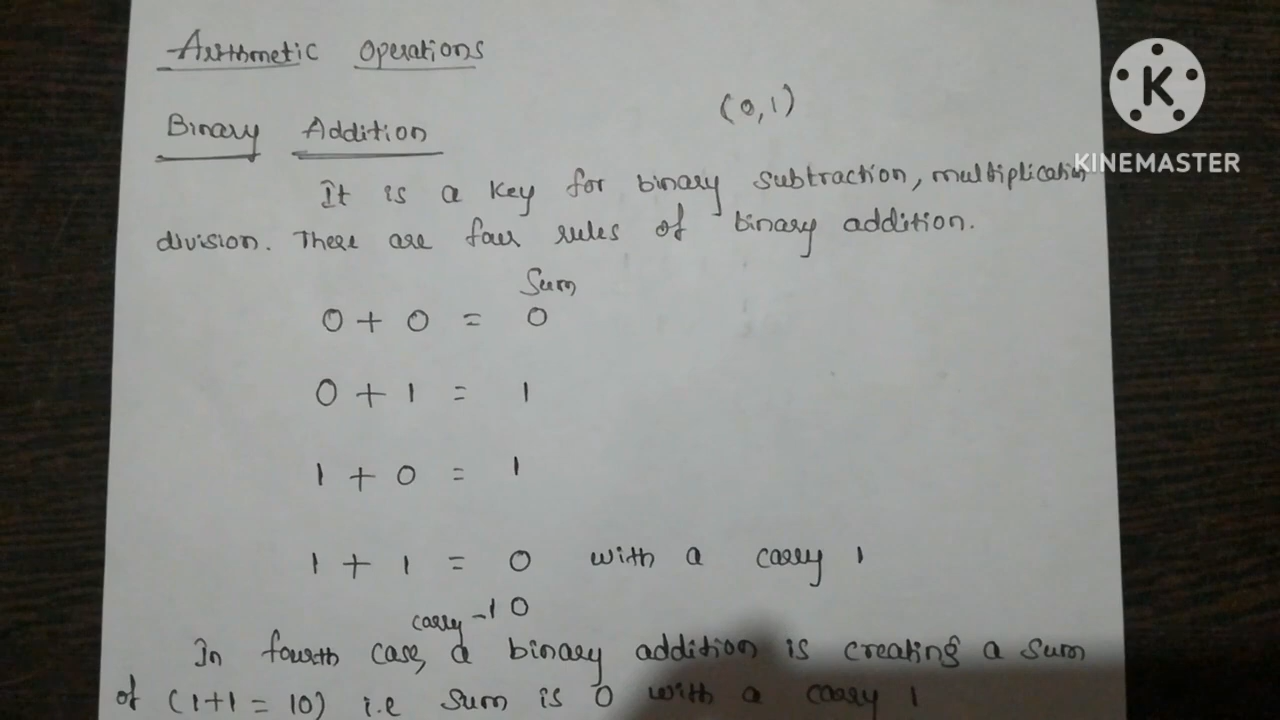 Arithmetic Operations
(0,1)
Binary Addition
It is a key for binary subtraction, multiplication
division. There are four rules of binary addition.
Sum
0 + 0 = 0
0 + 1 = 1
1 + 0 = 1
1 + 1 = 0 with a carry 1
carry - 1 0
In fourth case, a binary addition is creating a sum
of (1+1 = 10) i.e sum is 0 with a carry 1
K
KINEMASTER